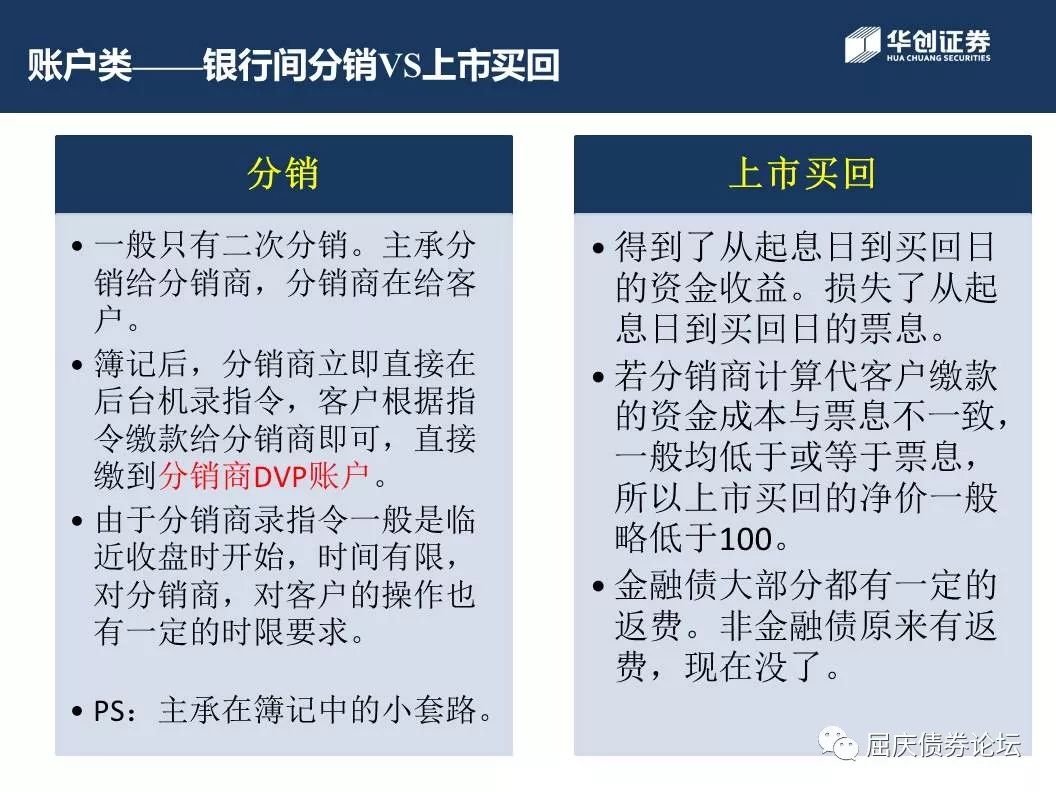 账户类——银行间分销VS上市买回
华创证券
HUA CHUANG SECURITIES
分销
• 一般只有二次分销。主承分
销给分销商，分销商在给客
户。
• 簿记后，分销商立即直接在
后台机录指令，客户根据指
令缴款给分销商即可，直接
缴到分销商DVP账户。
• 由于分销商录指令一般是临
近收盘时开始，时间有限，
对分销商，对客户的操作也
有一定的时限要求。
• PS：主承在簿记中的小套路。
上市买回
• 得到了从起息日到买回日
的资金收益。损失了从起
息日到买回日的票息。
• 若分销商计算代客户缴款
的资金成本与票息不一致，
一般均低于或等于票息，
所以上市买回的净价一般
略低于100。
• 金融债大部分都有一定的
返费。非金融债原来有返
费，现在没了。
屈庆债券论坛